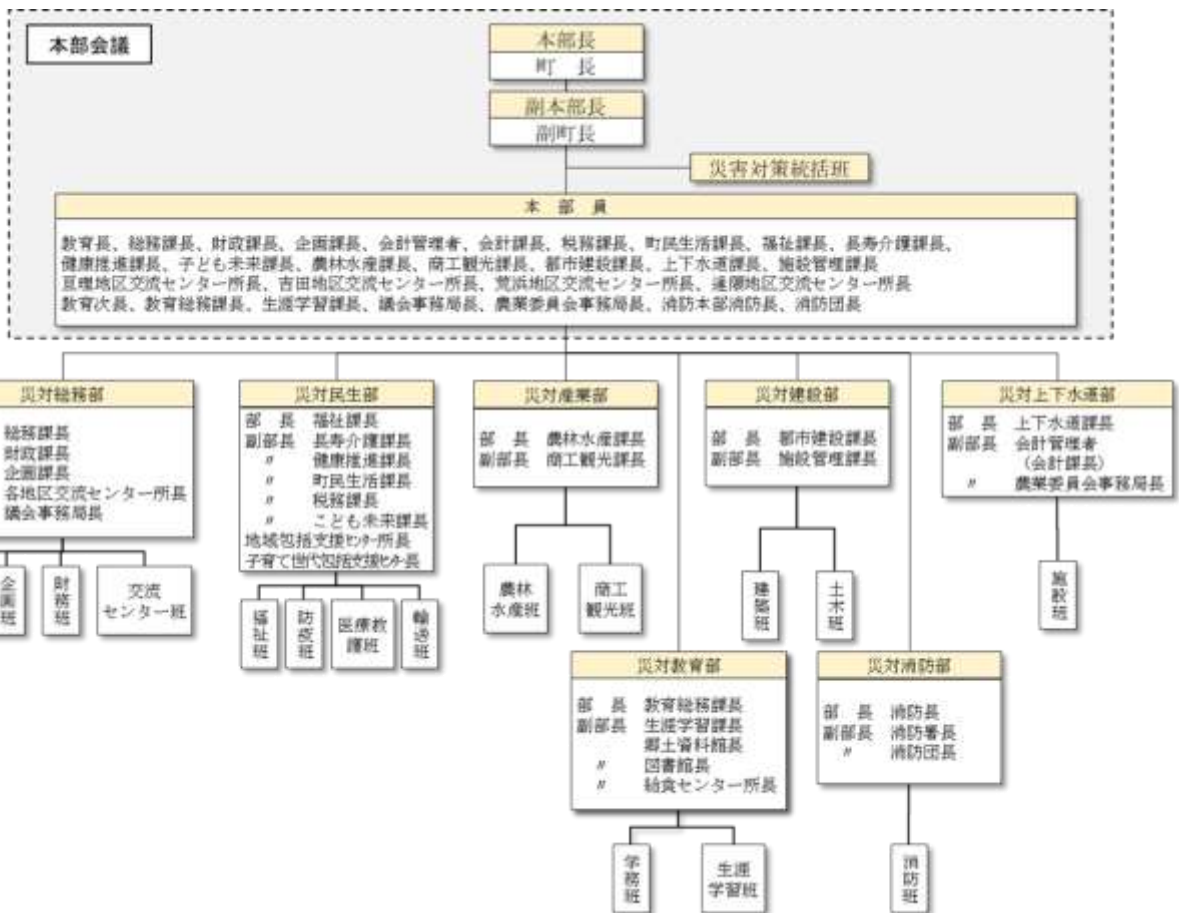 本部会議
本部長
町　長
副本部長
副町長
災害対策統括班
本　部　員
教育長、総務課長、財政課長、企画課長、会計管理者、会計課長、税務課長、町民生活課長、福祉課長、長寿介護課長、
健康推進課長、子ども未来課長、農林水産課長、商工観光課長、都市建設課長、上下水道課長、施設管理課長
亘理地区交流センター所長、吉田地区交流センター所長、荒浜地区交流センター所長、逢隈地区交流センター所長
教育次長、教育総務課長、生涯学習課長、議会事務局長、農業委員会事務局長、消防本部消防長、消防団長
災対総務部
総務課長
財政課長
企画課長
各地区交流センター所長
議会事務局長
企画班
財務班
交流
センター班
災対民生部
部　長　福祉課長
副部長　長寿介護課長
〃　健康推進課長
〃　町民生活課長
〃　税務課長
〃　こども未来課長
地域包括支援ｾﾝﾀｰ所長
子育て世代包括支援ｾﾝﾀｰ長
福祉班
防疫班
医療救
護班
輸送班
災対産業部
部　長　農林水産課長
副部長　商工観光課長
農林
水産班
商工
観光班
災対建設部
部　長　都市建設課長
副部長　施設管理課長
建築班
土木班
災対上下水道部
部　長　上下水道課長
副部長　会計管理者
（会計課長）
〃　農業委員会事務局長
施設班
災対教育部
部　長　教育総務課長
副部長　生涯学習課長
郷土資料館長
〃　図書館長
〃　給食センター所長
学務班
生涯
学習班
災対消防部
部　長　消防長
副部長　消防署長
〃　消防団長
消防班